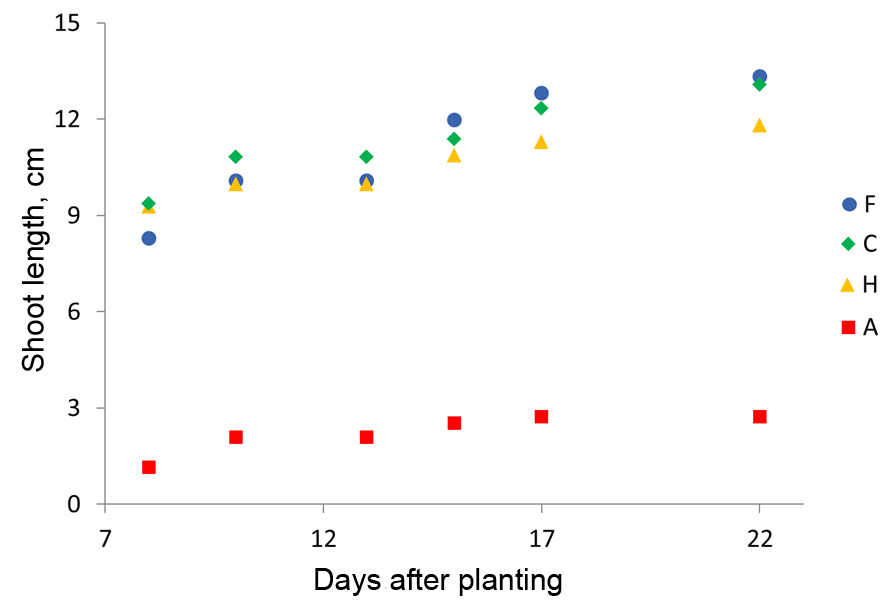 15
12
9
6
3
0
Shoot length, cm
7 12 17 22
Days after planting
F
C
H
A